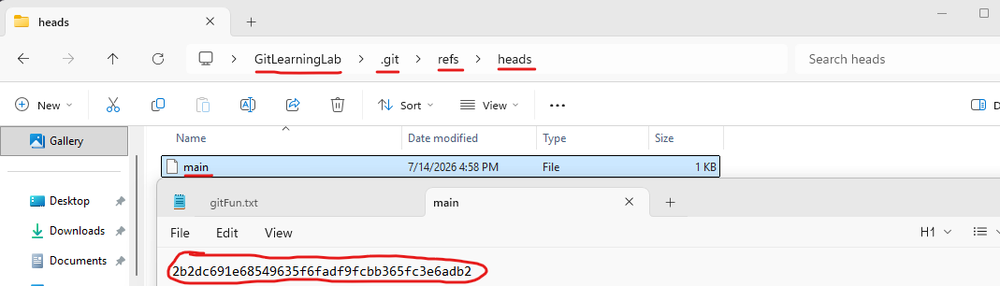 heads
GitLearningLab > .git > refs > heads
Search heads
New
Sort
View
D
Gallery
Name Date modified Type Size
main 7/14/2026 4:58 PM File 1 KB
Desktop
Downloads
Documents
gitFun.txt main
File Edit View H1
2b2dc691e68549635f6fadf9fcbb365fc3e6adb2